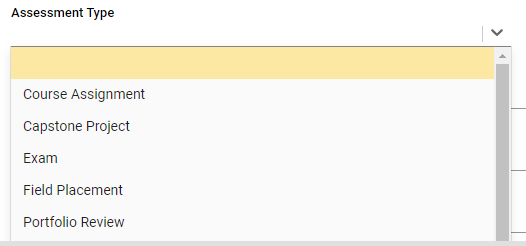 Assessment Type
Course Assignment
Capstone Project
Exam
Field Placement
Portfolio Review